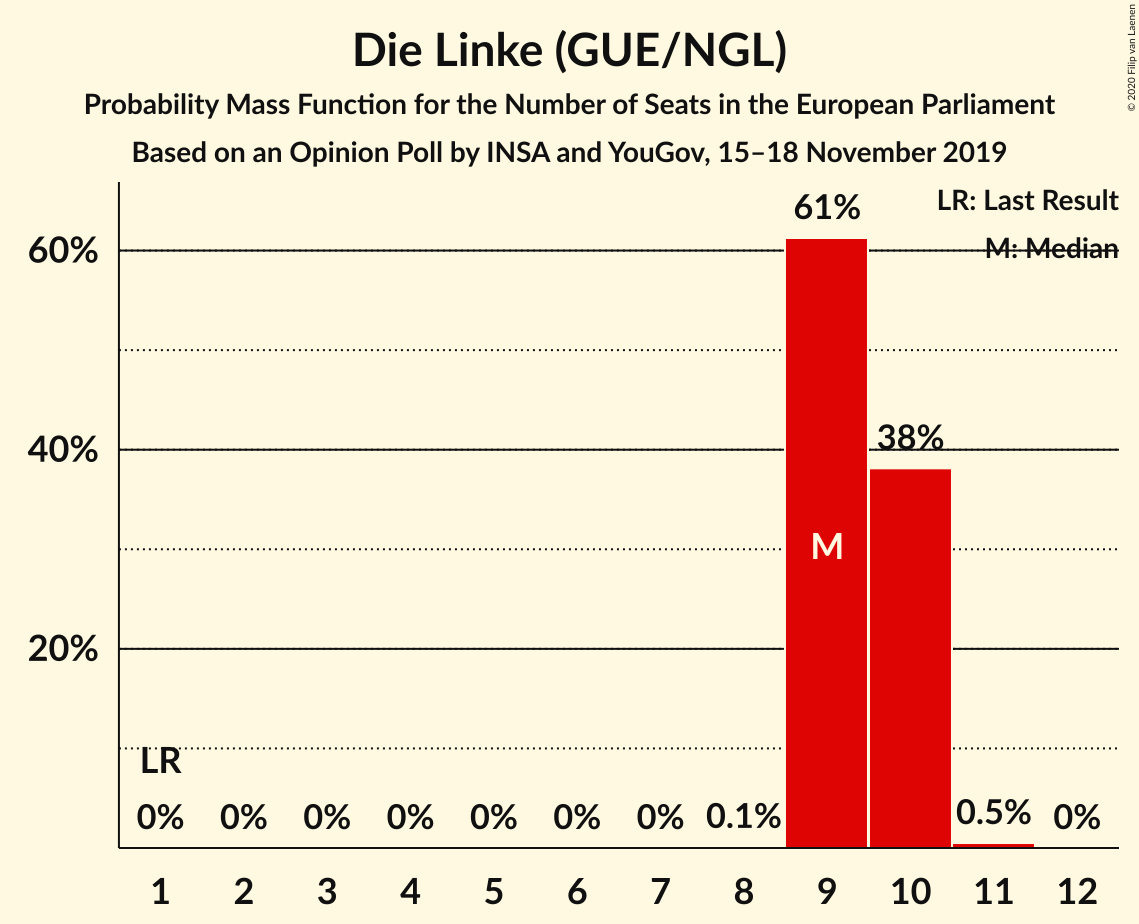 Die Linke (GUE/NGL)
Probability Mass Function for the Number of Seats in the European Parliament
Based on an Opinion Poll by INSA and YouGov, 15–18 November 2019
© 2020 Filip van Laenen
LR: Last Result
M: Median
60%
40%
20%
61%
38%
M
LR
0% 0% 0% 0% 0% 0% 0% 0.1% 0.5% 0%
1 2 3 4 5 6 7 8 9 10 11 12